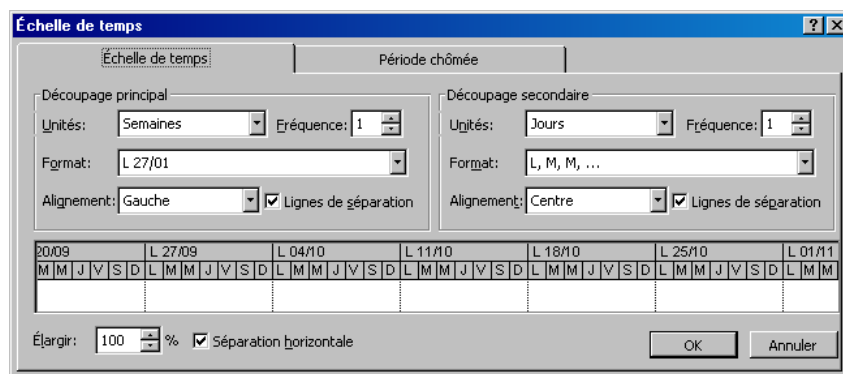 Échelle de temps
Échelle de temps Période chômée
Découpage principal
Unités: Semaines Fréquence: 1
Format: L 27/01
Alignement: Gauche Lignes de séparation
Découpage secondaire
Unités: Jours Fréquence: 1
Format: L, M, M, ...
Alignement: Centre Lignes de séparation
20/09 L 27/09 L 04/10 L 11/10 L 18/10 L 25/10 L 01/11
M M J V S D L M M J V S D L M M J V S D L M M J V S D L M M J V S D L M M J V S D L M M
Élargir: 100 % Séparation horizontale
OK Annuler